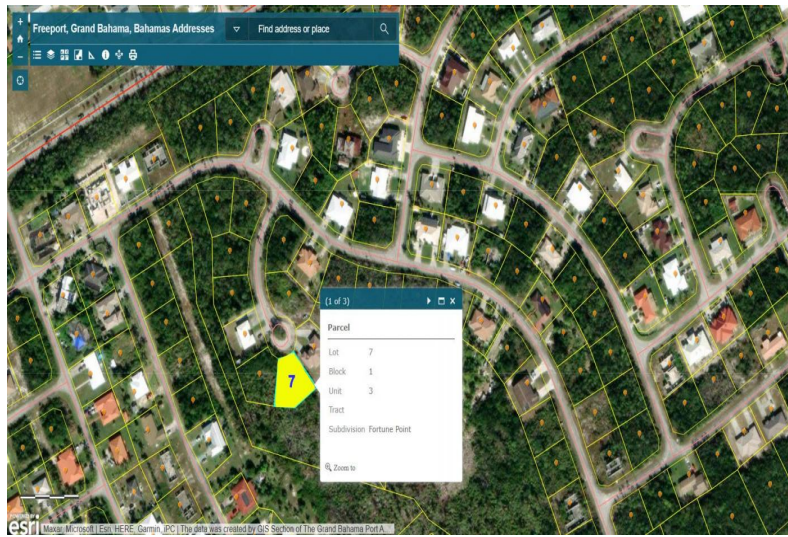 Freeport, Grand Bahama, Bahamas Addresses
Find address or place
(1 of 3)
Parcel
Lot 7
Block 1
Unit 3
Tract
Subdivision Fortune Point
Zoom to
7
esri
Maxar, Microsoft | Esri, HERE, Garmin, iPC | The data was created by GIS Section of The Grand Bahama Port A...